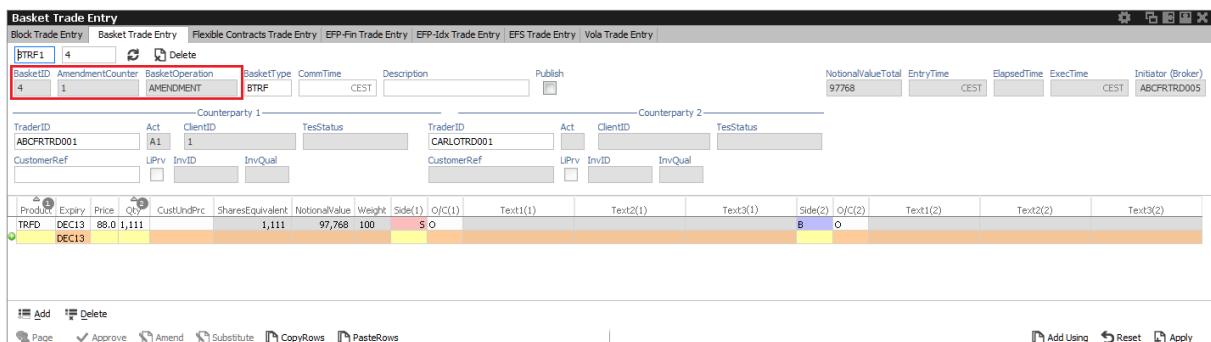 Basket Trade Entry
Block Trade Entry Basket Trade Entry Flexible Contracts Trade Entry EFP-Fin Trade Entry EFP-Idx Trade Entry EFS Trade Entry Vola Trade Entry
BTRF1 4 Delete
BasketID AmendmentCounter BasketOperation BasketType CommTime Description Publish NotionalValueTotal EntryTime ElapsedTime ExecTime Initiator (Broker)
4 1 AMENDMENT BTRF CEST 97768 CEST CEST ABCFRTRD005
Counterparty 1 Counterparty 2
TraderID Act ClientID TesStatus TraderID Act ClientID TesStatus
ABCFRTRD001 A1 1 CARLOTRD001
CustomerRef LiPrv InvID InvQual CustomerRef LiPrv InvID InvQual
Product 1 Expiry Price Qty 2 CustUndPrc SharesEquivalent NotionalValue Weight Side(1) O/C(1) Text1(1) Text2(1) Text3(1) Side(2) O/C(2) Text1(2) Text2(2) Text3(2)
TRFD DEC13 88.0 1,111 1,111 97,768 100 S O B O
DEC13
Add Delete
Page Approve Amend Substitute CopyRows PasteRows Add Using Reset Apply